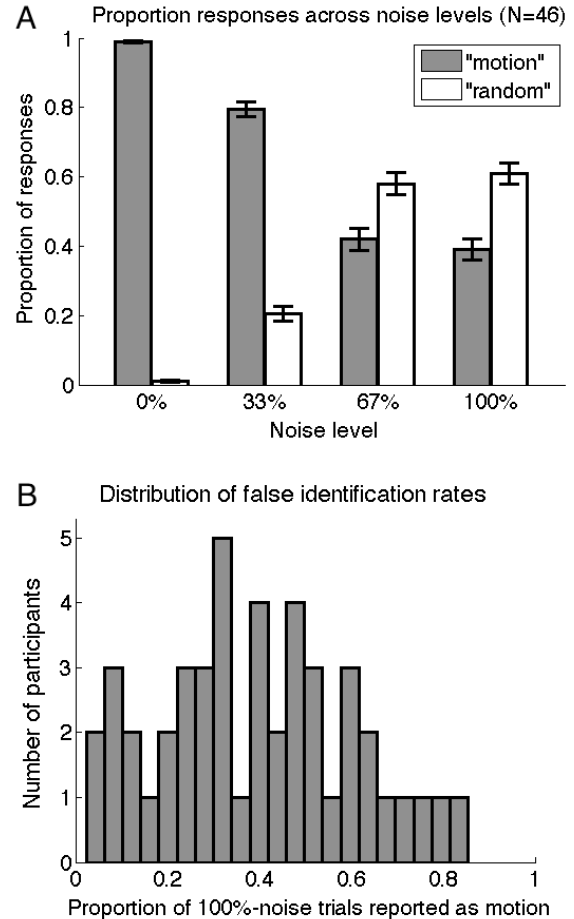 A
Proportion responses across noise levels (N=46)
"motion"
"random"
Proportion of responses
1
0.8
0.6
0.4
0.2
0
0%
33%
67%
100%
Noise level
B
Distribution of false identification rates
Number of participants
5
4
3
2
1
0
0
0.2
0.4
0.6
0.8
1
Proportion of 100%-noise trials reported as motion